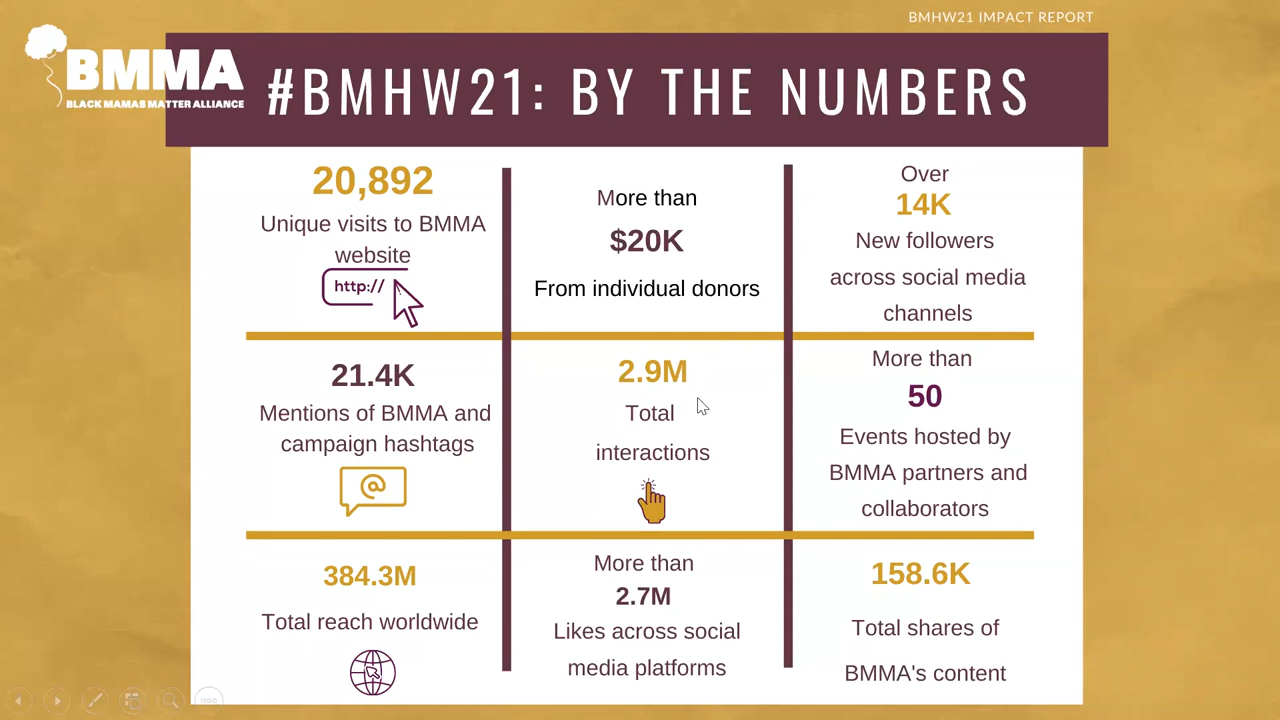 BMHW21 IMPACT REPORT
BMMA
BLACK MAMAS MATTER ALLIANCE
#BMHW21: BY THE NUMBERS
20,892
Unique visits to BMMA
website
http://
More than
$20K
From individual donors
Over
14K
New followers
across social media
channels
21.4K
Mentions of BMMA and
campaign hashtags
@
2.9M
Total
interactions
More than
50
Events hosted by
BMMA partners and
collaborators
384.3M
Total reach worldwide
More than
2.7M
Likes across social
media platforms
158.6K
Total shares of
BMMA's content